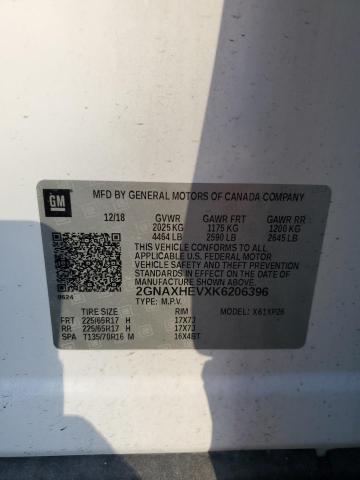 GM
MFD BY GENERAL MOTORS OF CANADA COMPANY
12/18 GVWR GAWR FRT GAWR RR
2025 KG 1175 KG 1200 KG
4464 LB 2590 LB 2645 LB
THIS VEHICLE CONFORMS TO ALL
APPLICABLE U.S. FEDERAL MOTOR
VEHICLE SAFETY AND THEFT
PREVENTION STANDARDS IN EFFECT
ON THE DATE OF MANUFACTURE
SHOWN ABOVE.
9624 2GNAXHEVXK6206396
TYPE: M.P.V.
TIRE SIZE RIM MODEL: X61XP26
FRT 225/65R17 H 17X7J
RR 225/65R17 H 17X7J
SPA T135/70R16 M 16X4BT